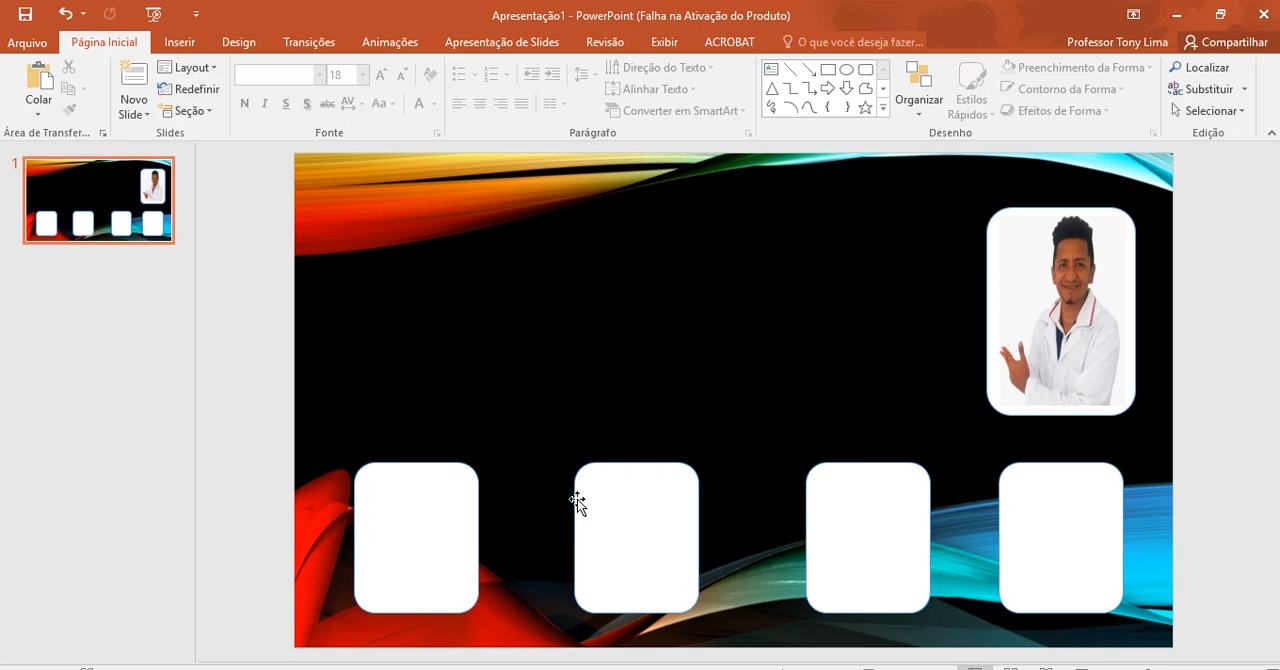 Apresentação1 - PowerPoint (Falha na Ativação do Produto)
Arquivo Página Inicial Inserir Design Transições Animações Apresentação de Slides Revisão Exibir ACROBAT O que você deseja fazer... Professor Tony Lima Compartilhar
Colar
Área de Transfer...
Novo
Slide
Layout
Redefinir
Seção
Slides
18
N I S S abc AV Aa A
Fonte
Direção do Texto
Alinhar Texto
Converter em SmartArt
Parágrafo
Organizar
Estilos
Rápidos
Preenchimento da Forma
Contorno da Forma
Efeitos de Forma
Desenho
Localizar
Substituir
Selecionar
Edição
1